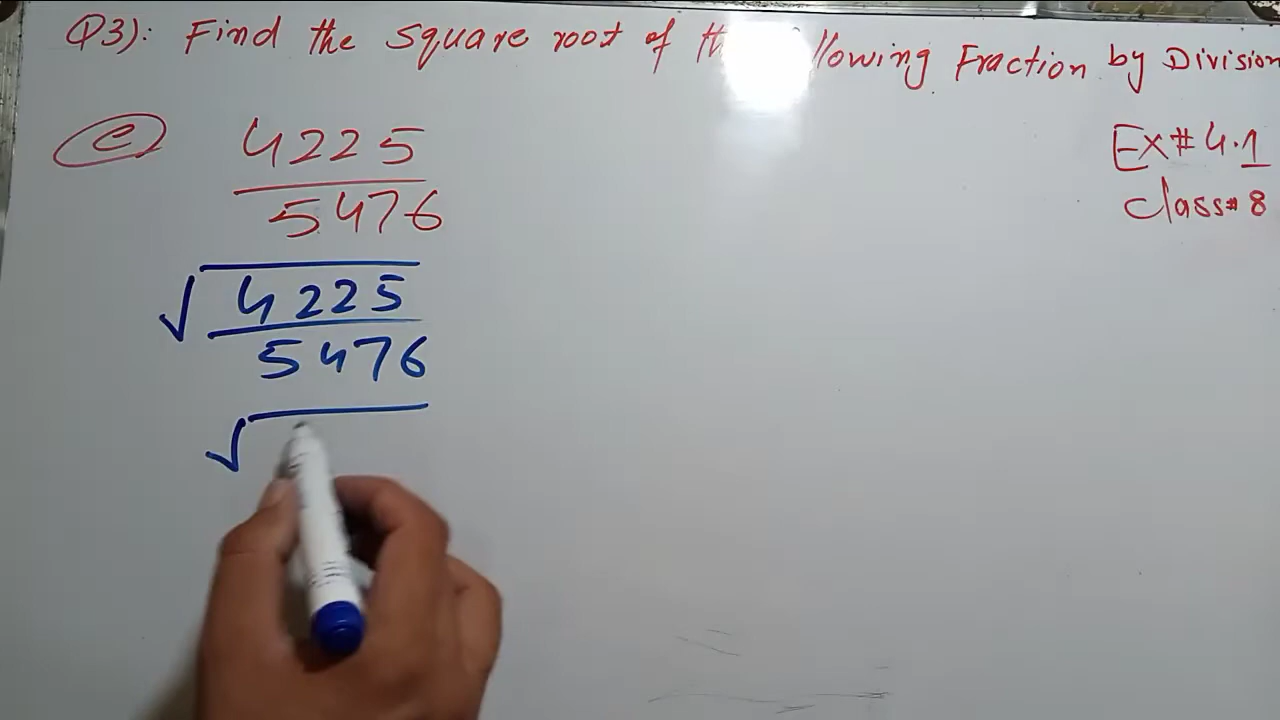 Q3): Find the square root of th llowing Fraction by Division
Ex# 4.1
Class# 8
e 4225
5476
√4225
5476
√